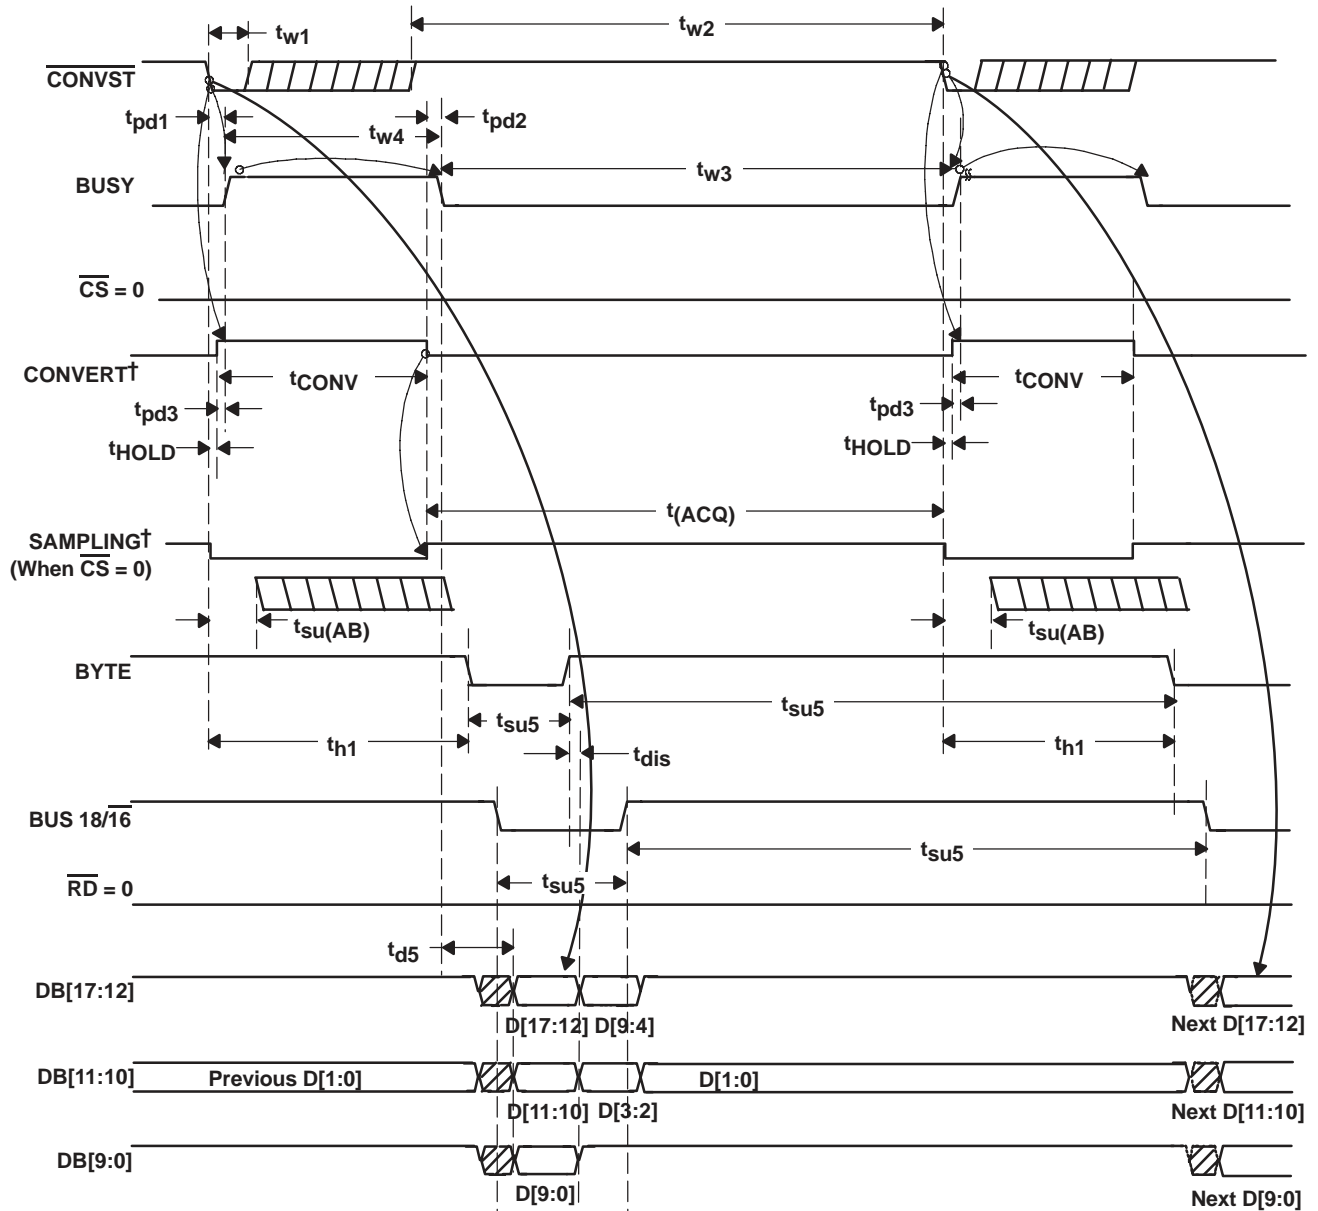 tw1
tw2
CONVST
tpd1
tw4
tpd2
tw3
BUSY
CS = 0
CONVERT†
tCONV
tCONV
tpd3
tpd3
tHOLD
tHOLD
t(ACQ)
SAMPLING†
(When CS = 0)
tsu(AB)
tsu(AB)
BYTE
tsu5
tsu5
th1
tdis
th1
BUS 18/16
tsu5
tsu5
RD = 0
td5
DB[17:12]
D[17:12] D[9:4]
Next D[17:12]
DB[11:10]
Previous D[1:0]
D[1:0]
D[11:10] D[3:2]
Next D[11:10]
DB[9:0]
D[9:0]
Next D[9:0]